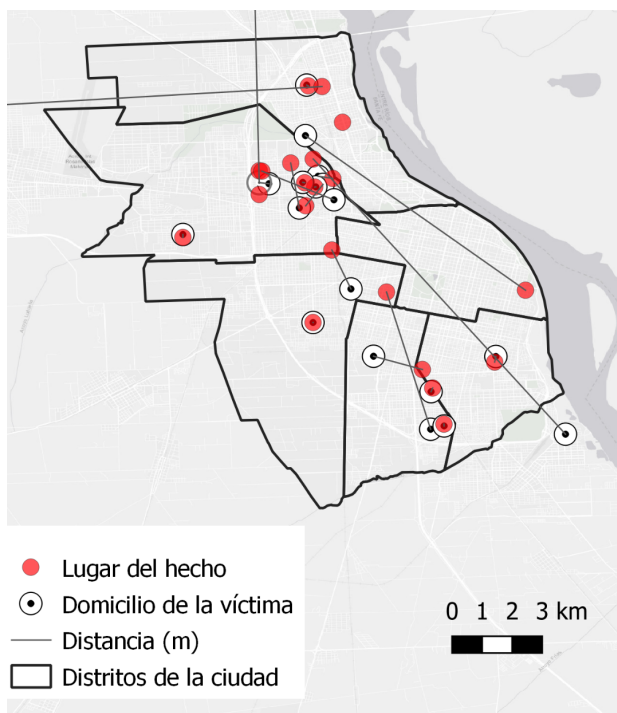 Lugar del hecho
Domicilio de la víctima
Distancia (m)
Distritos de la ciudad
0 1 2 3 km